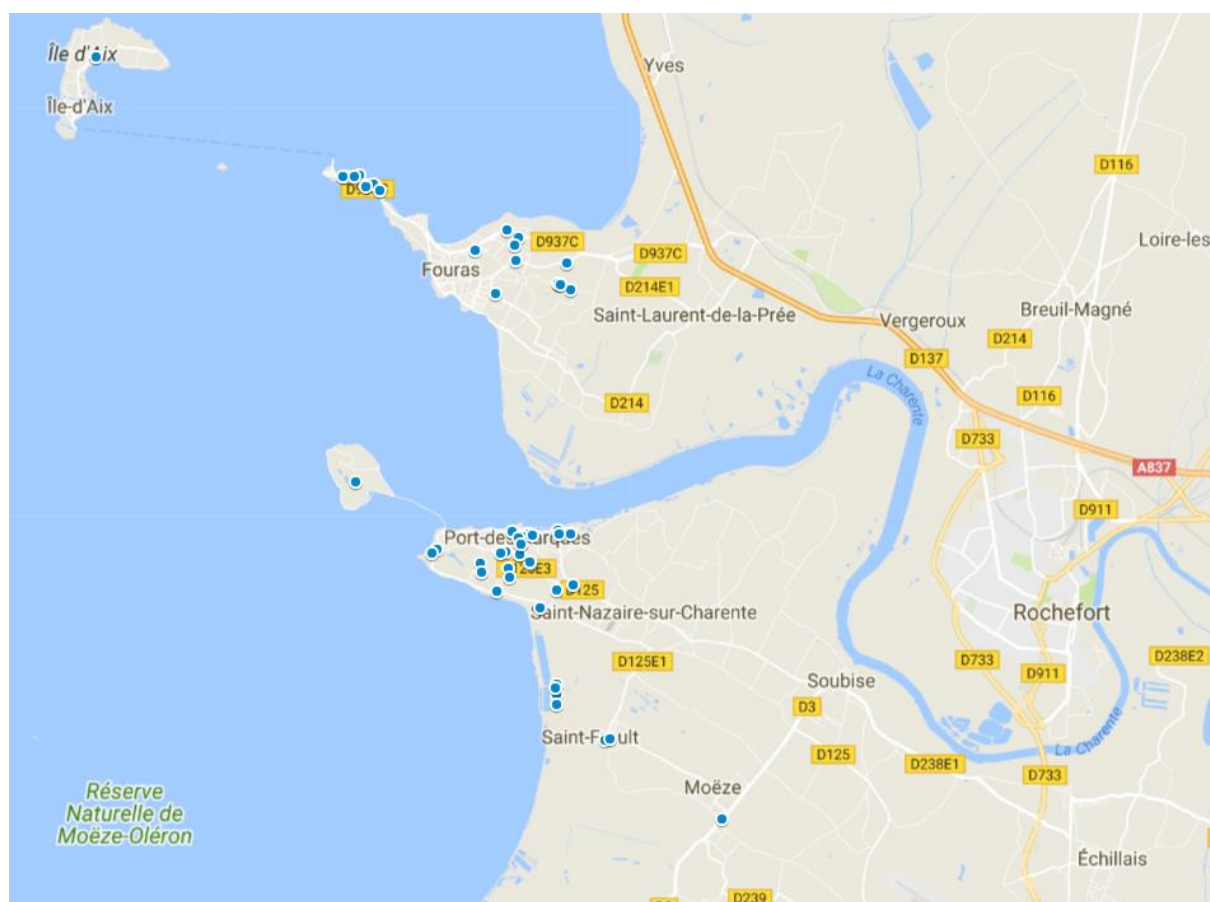 Île d'Aix
Île-d'Aix
Yves
D116
Loire-les
D937C
D937C
Fouras
D214E1
Saint-Laurent-de-la-Prée
Vergeroux
Breuil-Magné
D214
D137
La Charente
D214
D116
D733
A837
D911
D125
Saint-Nazaire-sur-Charente
Rochefort
D125E1
D733
D911
D238E2
Soubise
D3
La Charente
D125
D238E1
D733
Moëze
Réserve
Naturelle de
Moëze-Oléron
Échillais
D239